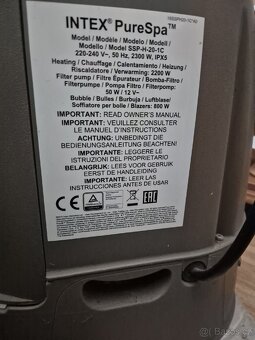 INTEX® PureSpa™
Model / Modèle / Modelo / Modell /
Modello / Model SSP-H-20-1C
220-240 V~, 50 Hz, 2300 W, IPX5
Heating / Chauffage / Calentamiento / Heizung /
Riscaldatore / Verwarming: 2200 W
Filter pump / Filtre Épurateur / Bomba-Filtro /
Filterpumpe / Pompa Filtro / Filterpomp:
50 W / 12 V~
Bubble / Bulles / Burbuja / Luftblase/
Soffiatore per bolle / Blazers: 800 W
IMPORTANT: READ OWNER'S MANUAL
IMPORTANT: VEUILLEZ CONSULTER
LE MANUEL D'INSTRUCTIONS
ACHTUNG: UNBEDINGT DIE
BEDIENUNGSANLEITUNG BEACHTEN!
IMPORTANTE: LEGGERE LE
ISTRUZIONI DEL PROPRIETARIO
BELANGRIJK: LEES VOOR GEBRUIK
EERST DE HANDLEIDING
IMPORTANTE: LEER LAS
INSTRUCCIONES ANTES DE USAR
CE
EAC